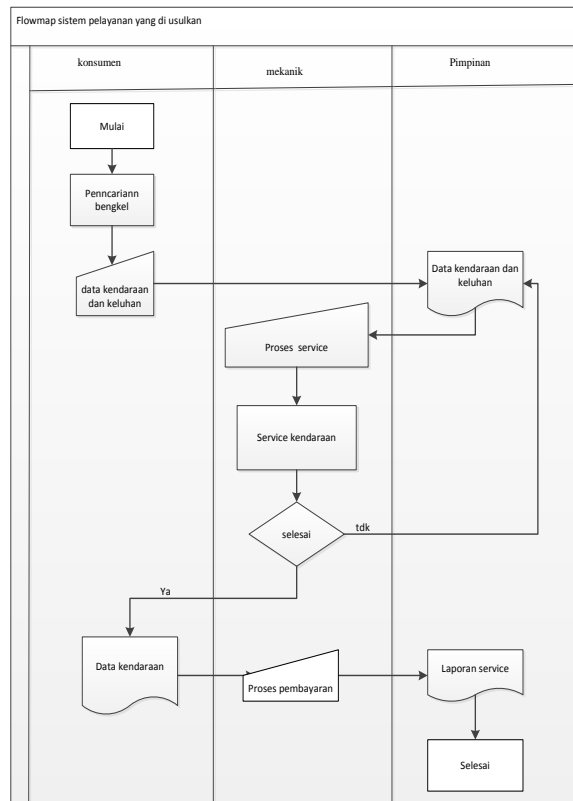 Flowmap sistem pelayanan yang di usulkan
konsumen
mekanik
Pimpinan
Mulai
Penncariann
bengkel
data kendaraan
dan keluhan
Data kendaraan dan
keluhan
Proses service
Service kendaraan
selesai
tdk
Ya
Data kendaraan
Proses pembayaran
Laporan service
Selesai